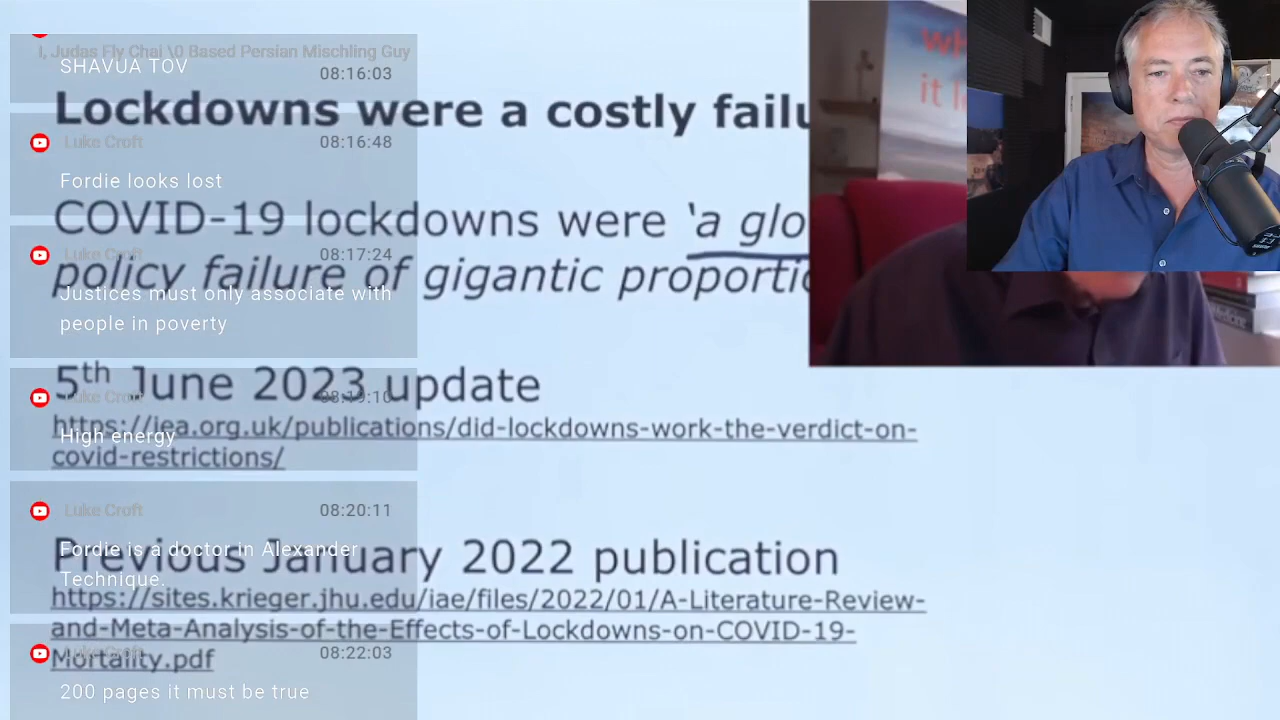 I, Judas Fly Chai \0 Based Persian Mischling Guy
SHAVUA TOV
08:16:03
Luke Croft
08:16:48
Fordie looks lost
Luke Croft
08:17:24
Justices must only associate with
people in poverty
Luke Croft
08:19:10
High energy
Luke Croft
08:20:11
Fordie is a doctor in Alexander
Technique.
Luke Croft
08:22:03
200 pages it must be true
Lockdowns were a costly failu
COVID-19 lockdowns were ‘a glo
policy failure of gigantic proportio
5th June 2023 update
https://iea.org.uk/publications/did-lockdowns-work-the-verdict-on-
covid-restrictions/
Previous January 2022 publication
https://sites.krieger.jhu.edu/iae/files/2022/01/A-Literature-Review-
and-Meta-Analysis-of-the-Effects-of-Lockdowns-on-COVID-19-
Mortality.pdf
it